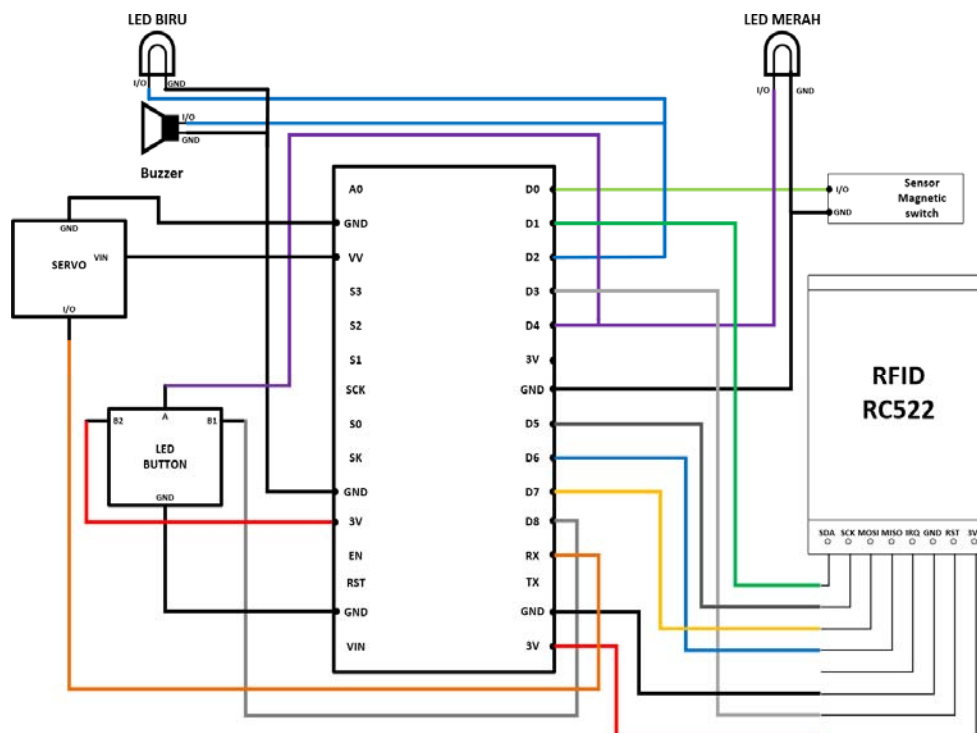 LED BIRU
LED MERAH
I/O
GND
I/O
GND
I/O
GND
Buzzer
A0
GND
VV
S3
S2
S1
SCK
S0
SK
GND
3V
EN
RST
GND
VIN
D0
D1
D2
D3
D4
3V
GND
D5
D6
D7
D8
RX
TX
GND
3V
GND
SERVO
VIN
I/O
B2
A
B1
LED
BUTTON
GND
I/O
GND
Sensor
Magnetic
switch
RFID
RC522
SDA SCK MOSI MISO IRQ GND RST 3V